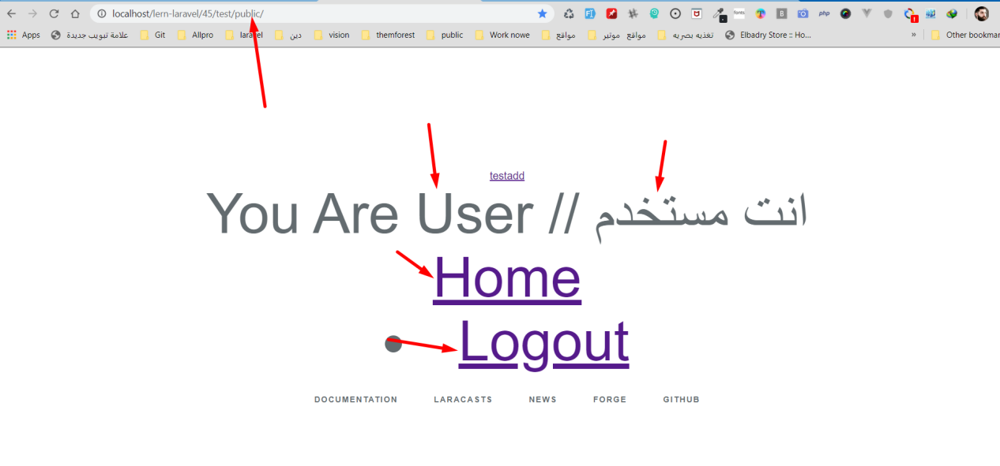 localhost/lern-laravel/45/test/public/
Apps علامة تبويب جديدة Git Allpro laravel دين vision themforest public Work nowe مواقع مواقع موتير تغذيه بصريه Elbadry Store :: Ho... » Other bookmar
testadd
You Are User // انت مستخدم
Home
Logout
DOCUMENTATION LARACASTS NEWS FORGE GITHUB